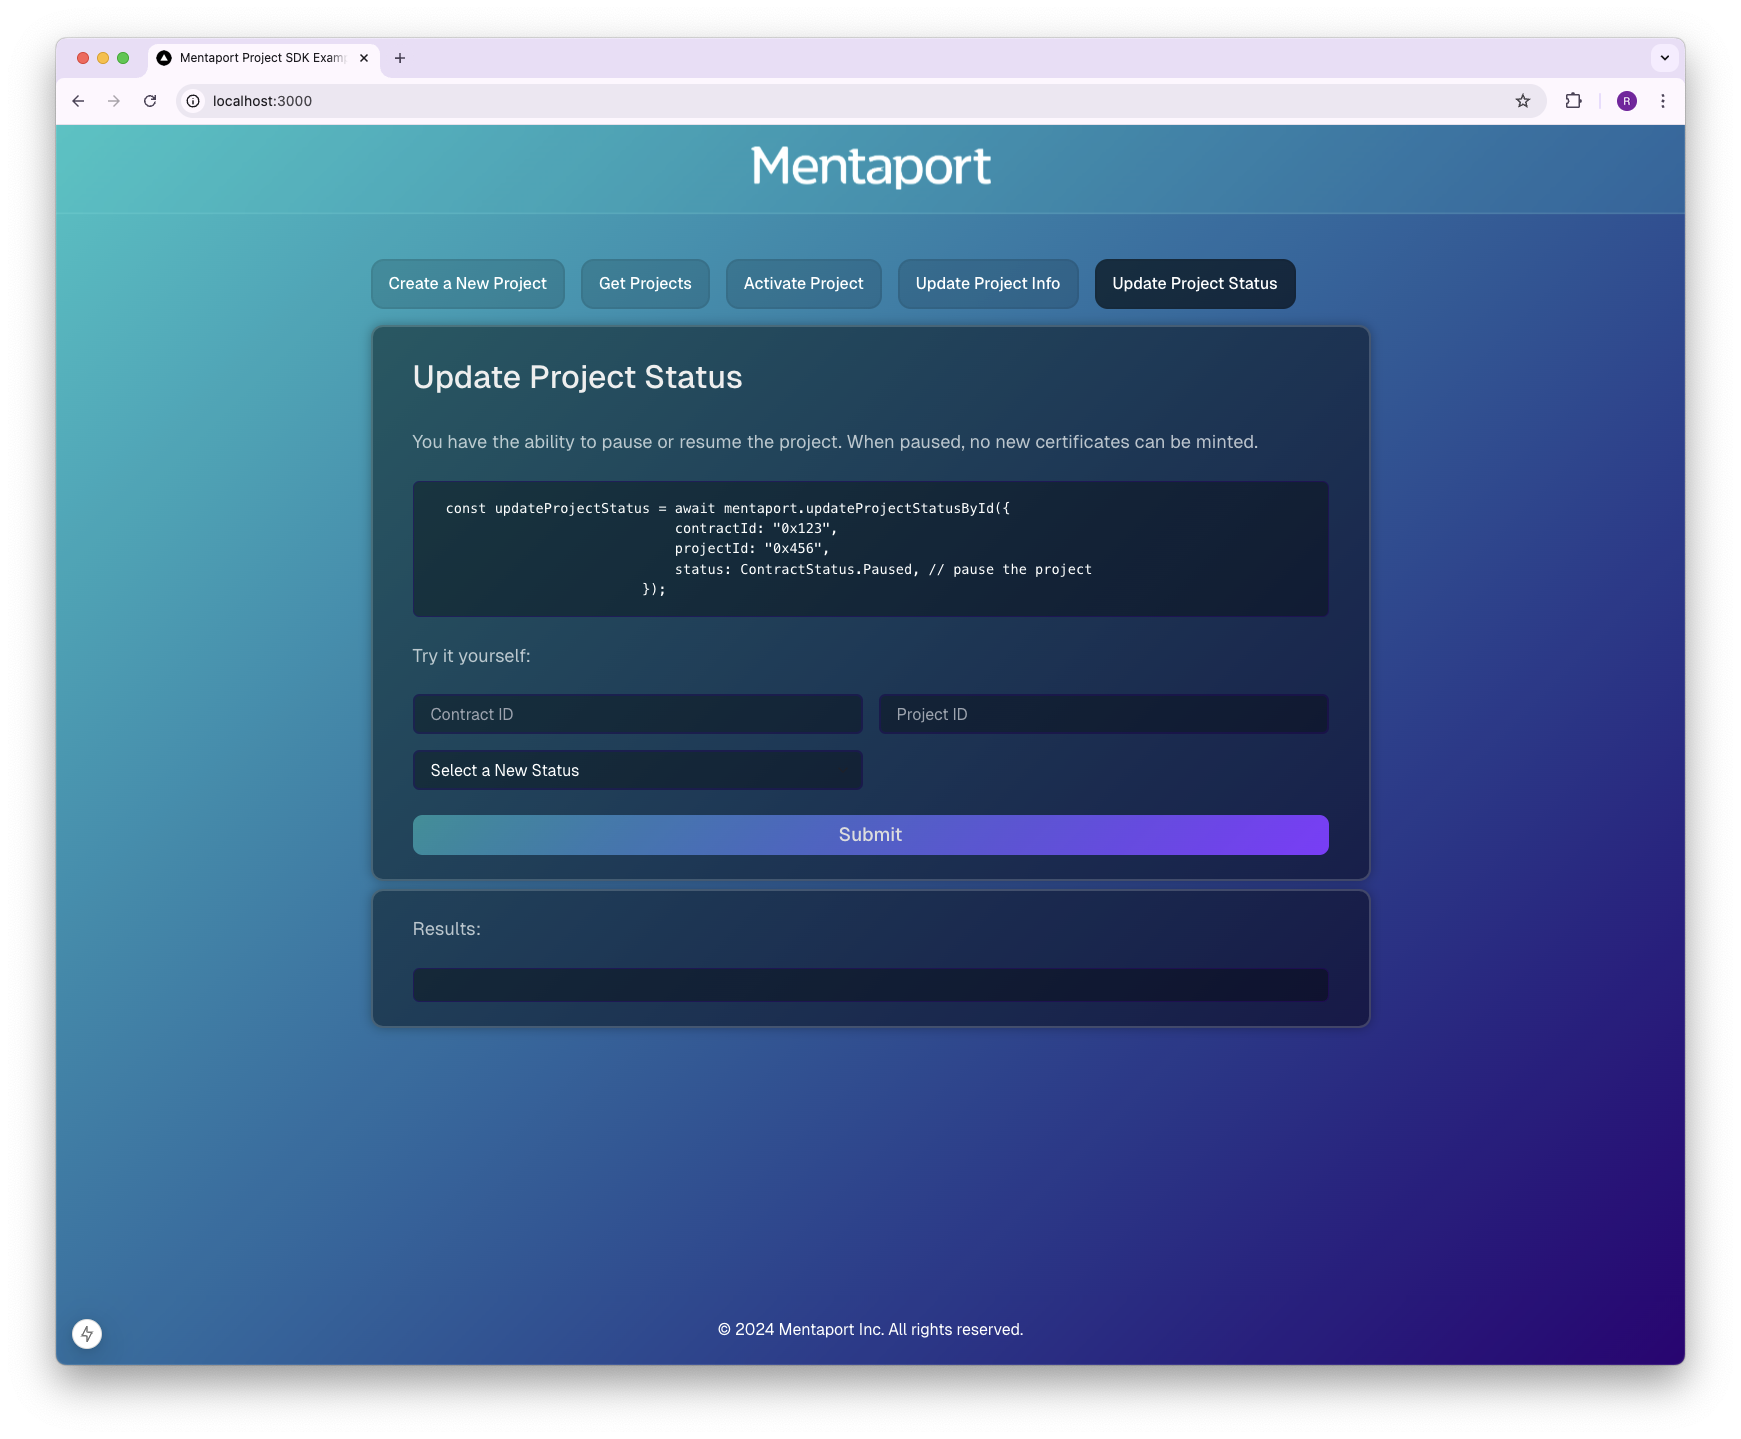 Mentaport Project SDK Exam
localhost:3000
R
Mentaport
Create a New Project
Get Projects
Activate Project
Update Project Info
Update Project Status
Update Project Status
You have the ability to pause or resume the project. When paused, no new certificates can be minted.
const updateProjectStatus = await mentaport.updateProjectStatusById({
contractId: "0x123",
projectId: "0x456",
status: ContractStatus.Paused, // pause the project
});
Try it yourself:
Contract ID
Project ID
Select a New Status
Submit
Results:
© 2024 Mentaport Inc. All rights reserved.